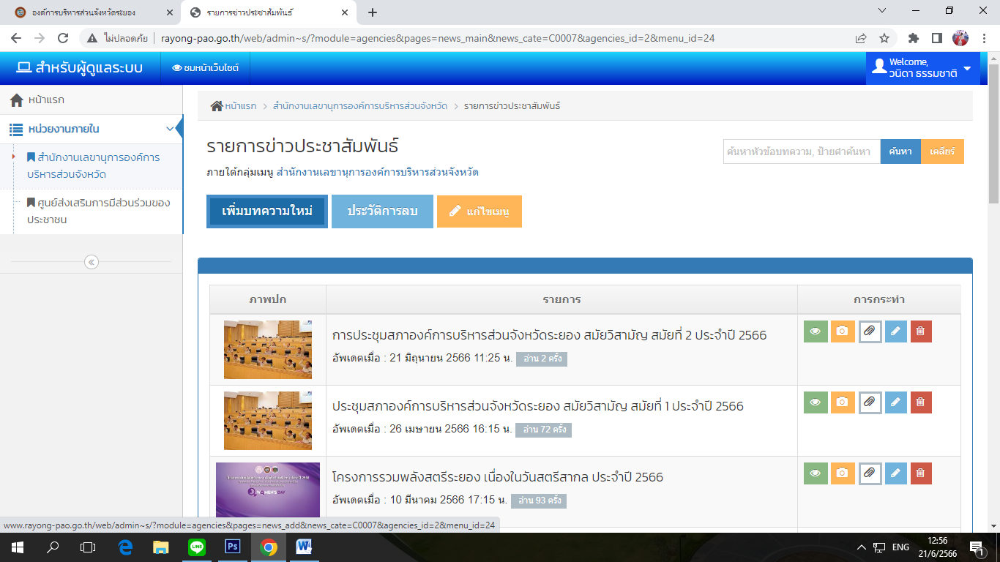 องค์การบริหารส่วนจังหวัดระยอง
รายการข่าวประชาสัมพันธ์
ไม่ปลอดภัย
rayong-pao.go.th/web/admin~s/?module=agencies&pages=news_main&news_cate=C0007&agencies_id=2&menu_id=24
สำหรับผู้ดูแลระบบ
ชมหน้าเว็บไซต์
Welcome,
วนิดา ธรรมชาติ
หน้าแรก
หน่วยงานภายใน
สำนักงานเลขานุการองค์การ
บริหารส่วนจังหวัด
ศูนย์ส่งเสริมการมีส่วนร่วมของ
ประชาชน
หน้าแรก > สำนักงานเลขานุการองค์การบริหารส่วนจังหวัด > รายการข่าวประชาสัมพันธ์
รายการข่าวประชาสัมพันธ์
ภายใต้กลุ่มเมนู สำนักงานเลขานุการองค์การบริหารส่วนจังหวัด
ค้นหาหัวข้อบทความ, ป้ายคำค้นหา
ค้นหา
เคลียร์
เพิ่มบทความใหม่
ประวัติการลบ
แก้ไขเมนู
ภาพปก
รายการ
การกระทำ
การประชุมสภาองค์การบริหารส่วนจังหวัดระยอง สมัยวิสามัญ สมัยที่ 2 ประจำปี 2566
อัพเดตเมื่อ : 21 มิถุนายน 2566 11:25 น. อ่าน 2 ครั้ง
ประชุมสภาองค์การบริหารส่วนจังหวัดระยอง สมัยวิสามัญ สมัยที่ 1 ประจำปี 2566
อัพเดตเมื่อ : 26 เมษายน 2566 16:15 น. อ่าน 72 ครั้ง
WOMEN'S DAY
โครงการรวมพลังสตรีระยอง เนื่องในวันสตรีสากล ประจำปี 2566
อัพเดตเมื่อ : 10 มีนาคม 2566 17:15 น. อ่าน 93 ครั้ง
www.rayong-pao.go.th/web/admin~s/?module=agencies&pages=news_add&news_cate=C0007&agencies_id=2&menu_id=24
LINE
Ps
W
ENG
12:56
21/6/2566
1